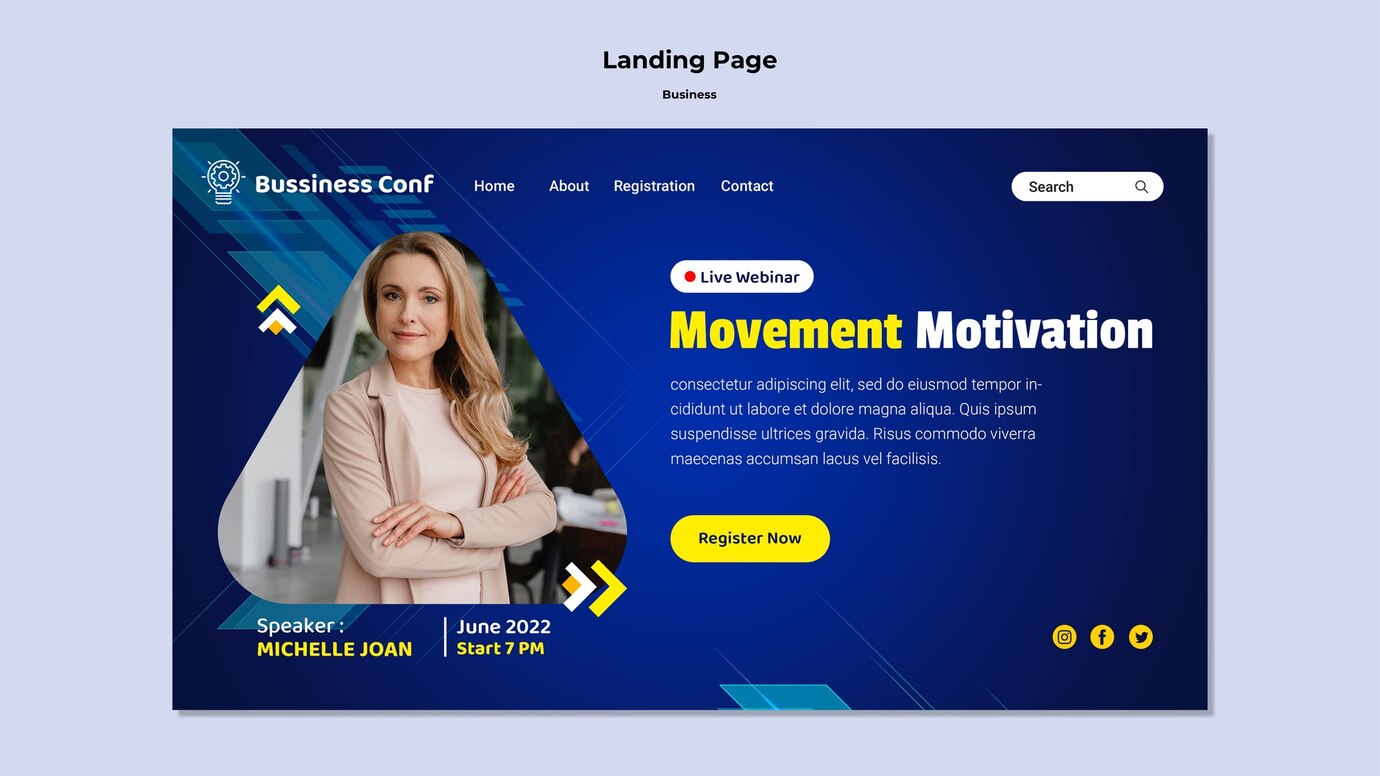 Landing Page
Business
Bussiness Conf
Home About Registration Contact
Search
Live Webinar
Movement Motivation
consectetur adipiscing elit, sed do eiusmod tempor in-
cididunt ut labore et dolore magna aliqua. Quis ipsum
suspendisse ultrices gravida. Risus commodo viverra
maecenas accumsan lacus vel facilisis.
Register Now
Speaker :
MICHELLE JOAN
June 2022
Start 7 PM